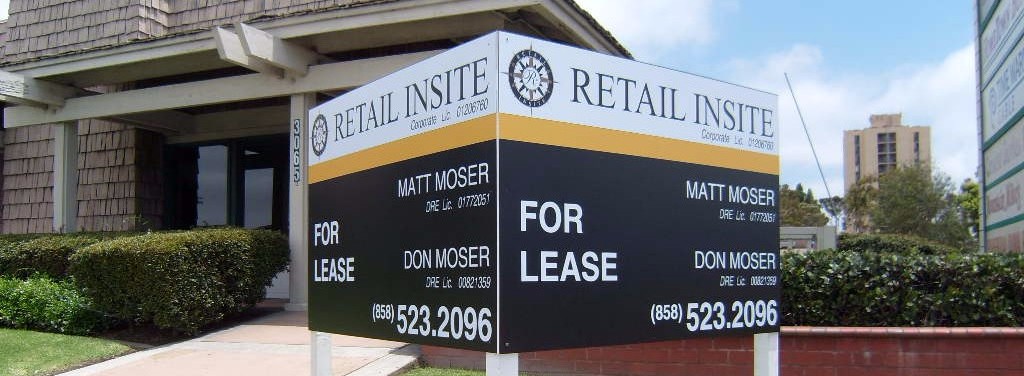 3065
RETAIL INSITE
Corporate Lic. 01206760
MATT MOSER
DRE Lic. 01772051
FOR
LEASE
DON MOSER
DRE Lic. 00821359
(858) 523.2096
RETAIL INSITE
Corporate Lic. 01206760
MATT MOSER
DRE Lic. 01772051
FOR
LEASE
DON MOSER
DRE Lic. 00821359
(858) 523.2096